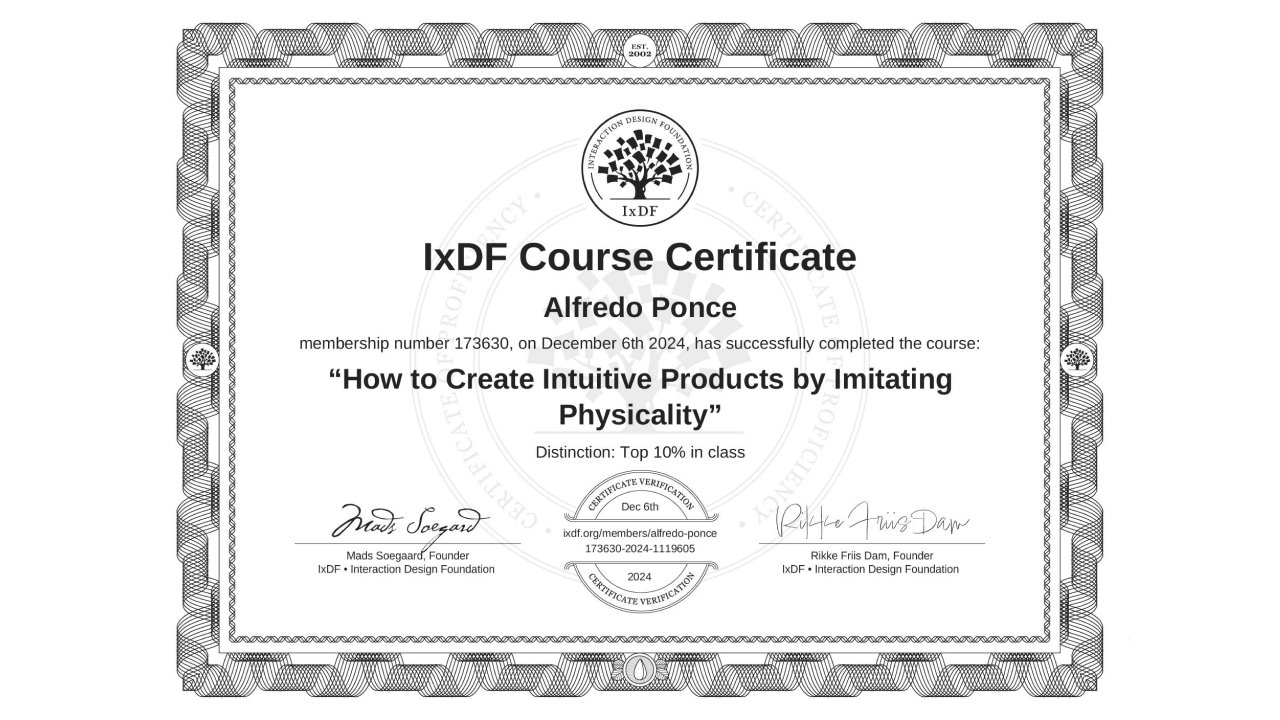 EST.
2002
INTERACTION DESIGN FOUNDATION
IxDF
• CERTIFICATE OF PROFICIENCY •
• CERTIFICATE OF PROFICIENCY •
IxDF Course Certificate
Alfredo Ponce
membership number 173630, on December 6th 2024, has successfully completed the course:
“How to Create Intuitive Products by Imitating
Physicality”
Distinction: Top 10% in class
CERTIFICATE VERIFICATION
Dec 6th
ixdf.org/members/alfredo-ponce
173630-2024-1119605
2024
CERTIFICATE VERIFICATION
Mads Soegaard
Mads Soegaard, Founder
IxDF • Interaction Design Foundation
Rikke Friis Dam
Rikke Friis Dam, Founder
IxDF • Interaction Design Foundation